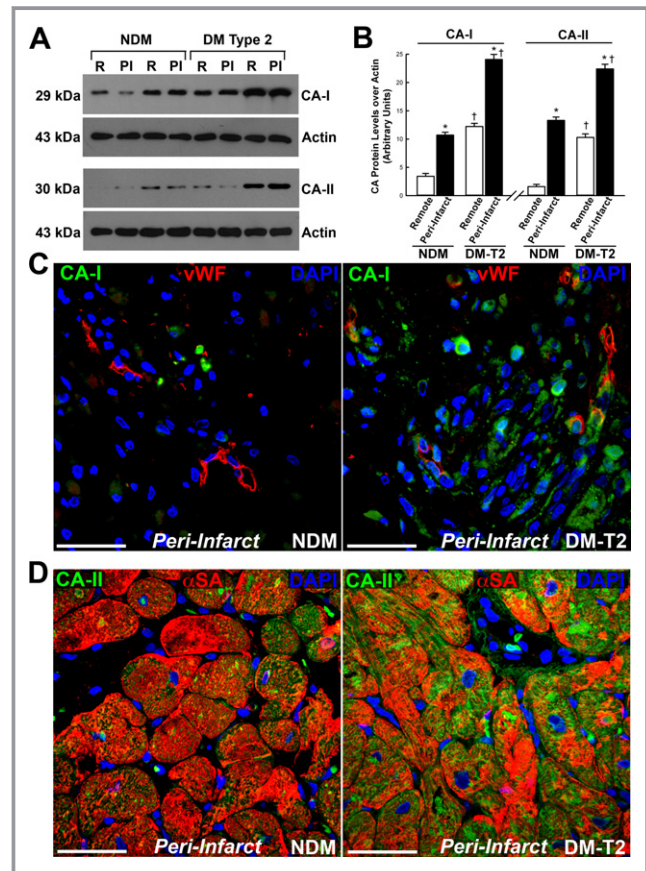 A
NDM DM Type 2
R PI R PI R PI R PI
29 kDa CA-I
43 kDa Actin
30 kDa CA-II
43 kDa Actin
B
CA-I CA-II
CA Protein Levels over Actin
(Arbitrary Units)
25
20
15
10
5
0
* † * † * † * †
Remote Peri-Infarct Remote Peri-Infarct Remote Peri-Infarct Remote Peri-Infarct
NDM DM-T2 NDM DM-T2
C
CA-I vWF DAPI CA-I vWF DAPI
Peri-Infarct NDM Peri-Infarct DM-T2
D
CA-II αSA DAPI CA-II αSA DAPI
Peri-Infarct NDM Peri-Infarct DM-T2